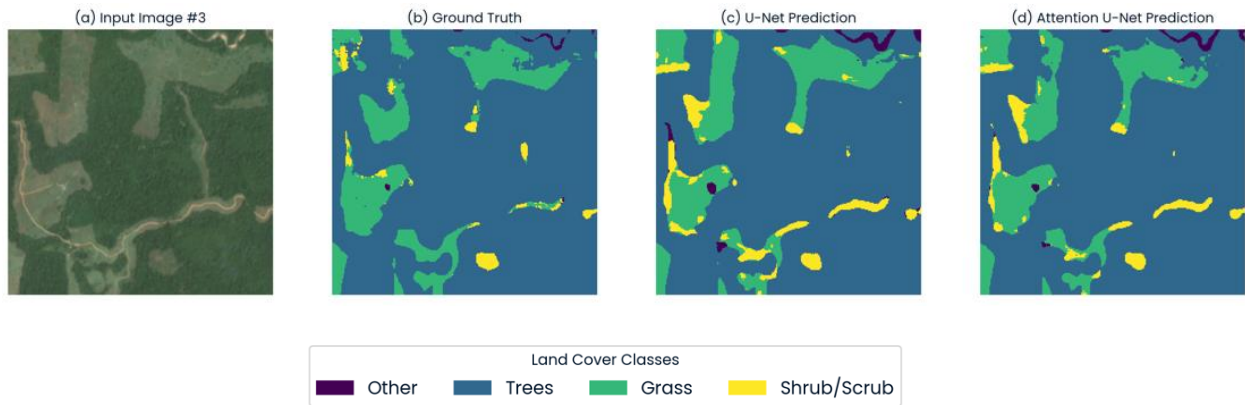 (a) Input Image #3
(b) Ground Truth
(c) U-Net Prediction
(d) Attention U-Net Prediction
Land Cover Classes
Other
Trees
Grass
Shrub/Scrub